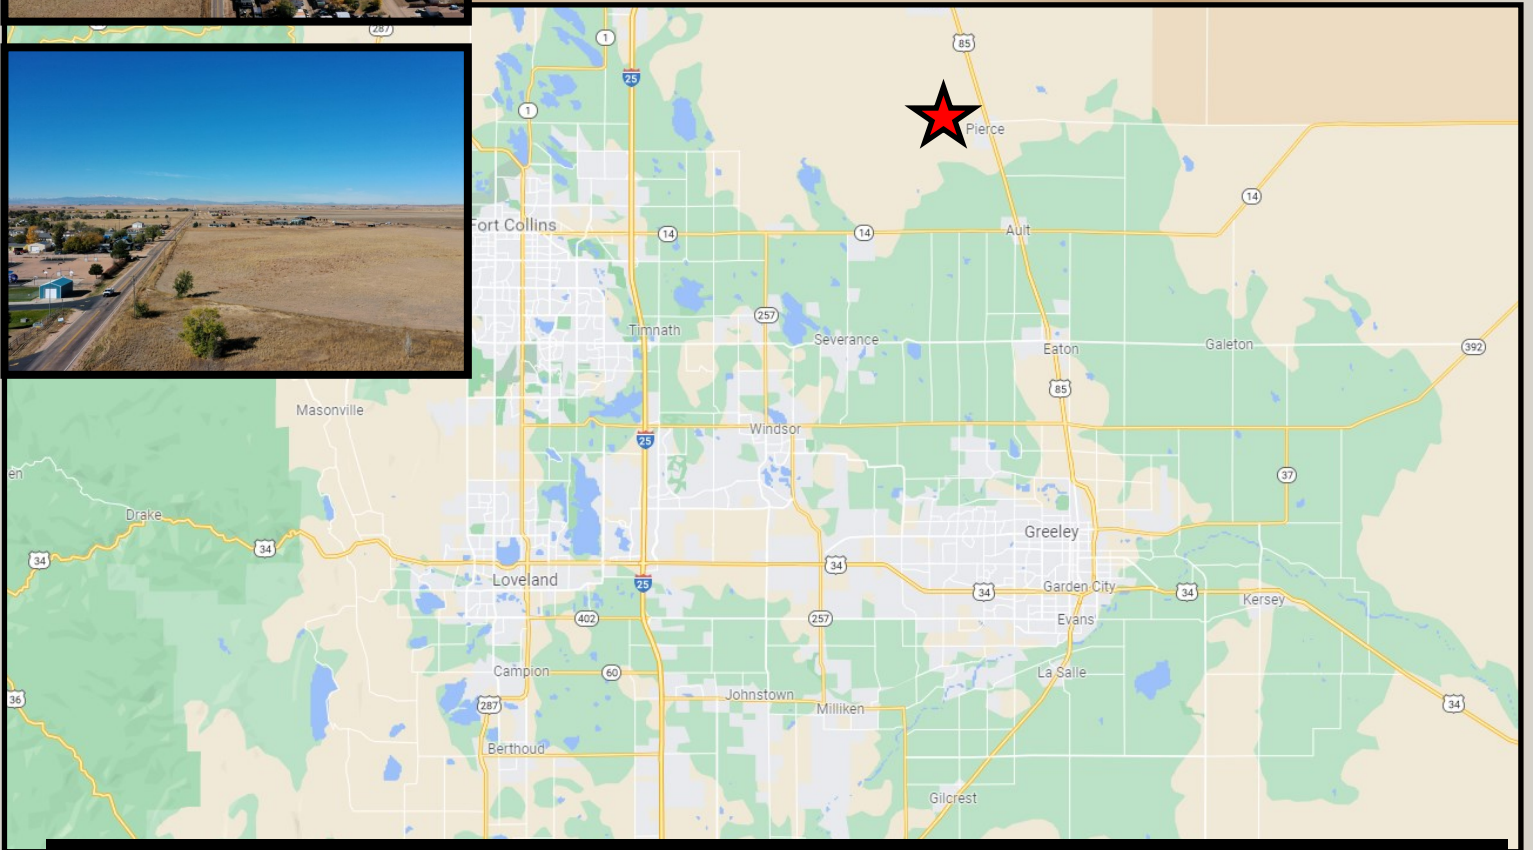 287
1
25
85
1
Pierce
14
Fort Collins
14
14
Ault
257
Timnath
Severance
Eaton
Galeton
392
85
Masonville
Windsor
25
en
37
Drake
Greeley
34
34
34
Loveland
25
34
Garden City
34
Kersey
402
257
Evans
Campion
60
La Salle
36
287
Johnstown
Milliken
34
Berthoud
Gilcrest